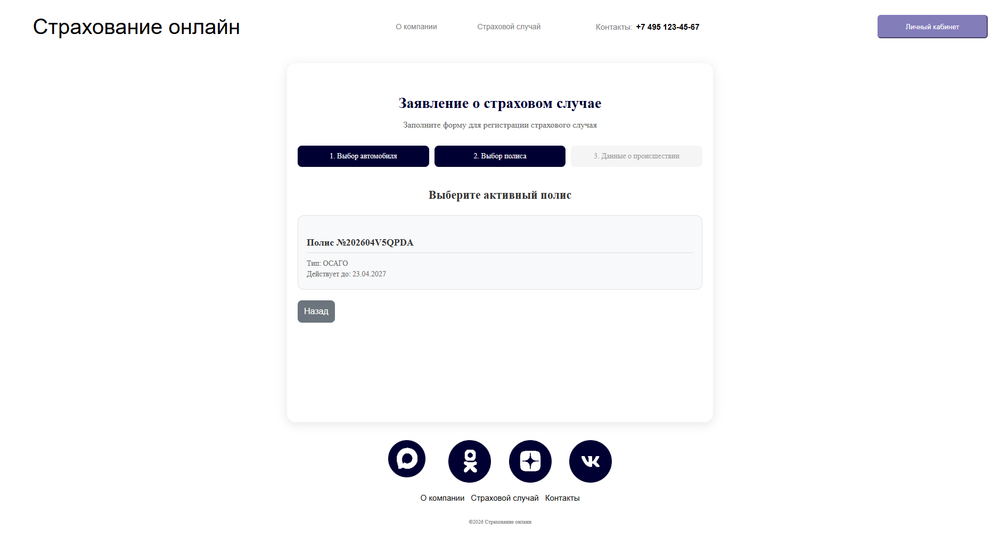 Страхование онлайн
О компании
Страховой случай
Контакты: +7 495 123-45-67
Личный кабинет
Заявление о страховом случае
Заполните форму для регистрации страхового случая
1. Выбор автомобиля
2. Выбор полиса
3. Данные о происшествии
Выберите активный полис
Полис №202604V5QPDA
Тип: ОСАГО
Действует до: 23.04.2027
Назад
О компании Страховой случай Контакты
©2026 Страхование онлаин